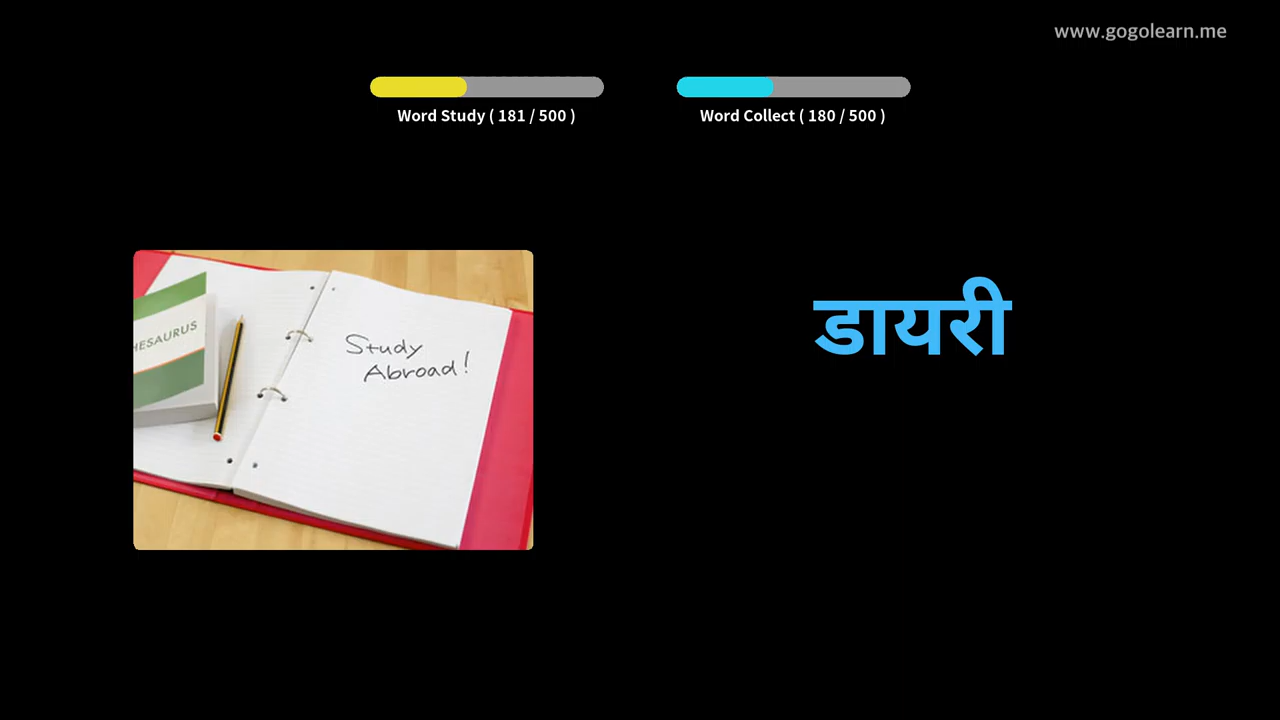 www.gogolearn.me
Word Study ( 181 / 500 )
Word Collect ( 180 / 500 )
HESAURUS
Study
Abroad!
डायरी